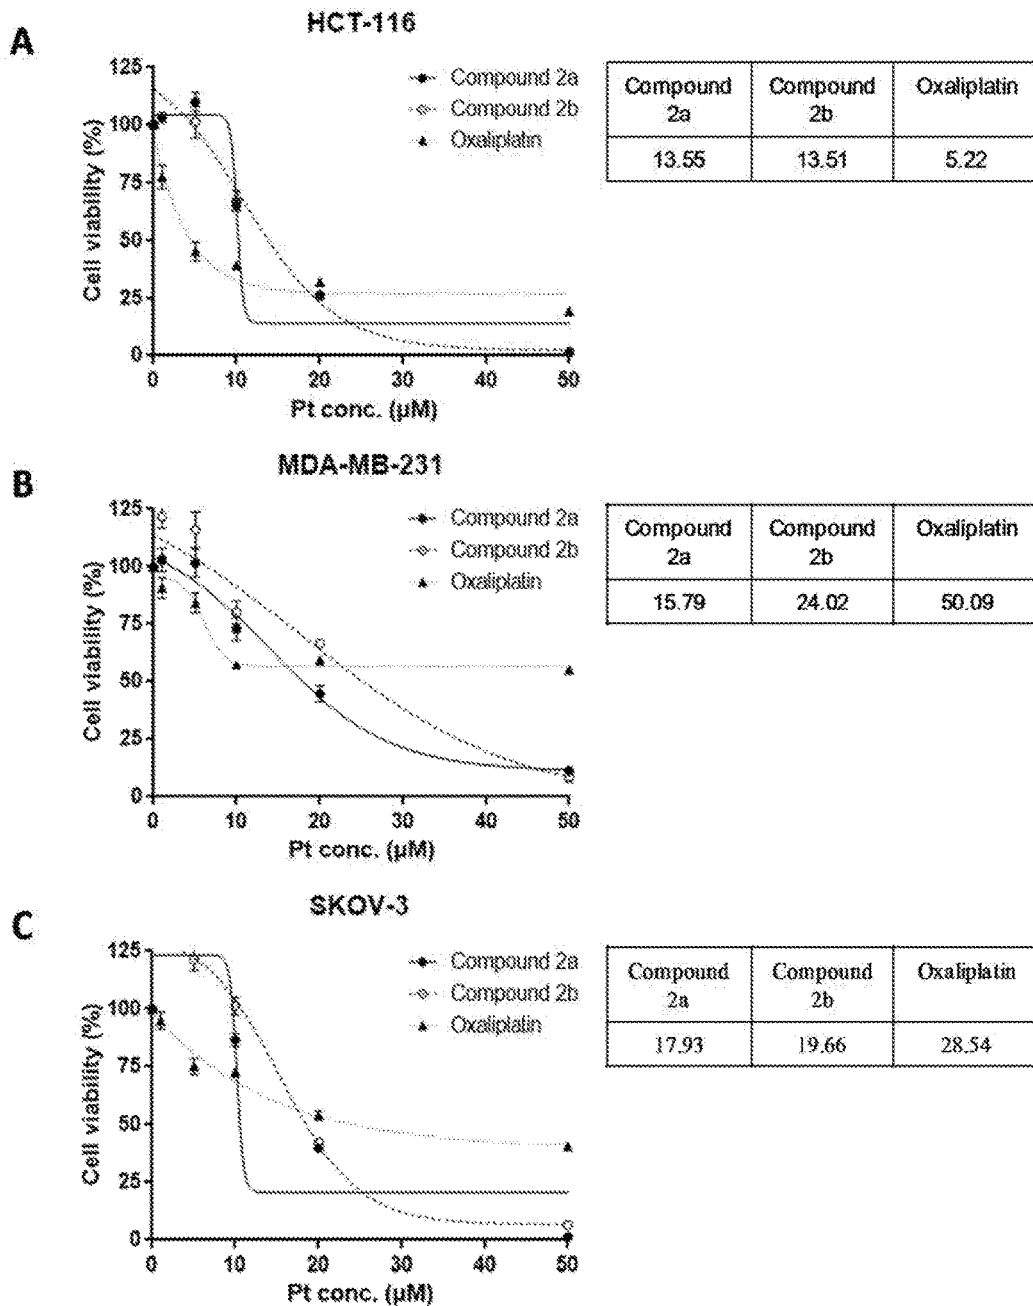 A
HCT-116
125
100
75
50
25
0
Cell viability (%)
0 10 20 30 40 50
Pt conc. (µM)
Compound 2a
Compound 2b
Oxaliplatin
Compound 2a Compound 2b Oxaliplatin
13.55 13.51 5.22
B
MDA-MB-231
125
100
75
50
25
0
Cell viability (%)
0 10 20 30 40 50
Pt conc. (µM)
Compound 2a
Compound 2b
Oxaliplatin
Compound 2a Compound 2b Oxaliplatin
15.79 24.02 50.09
C
SKOV-3
125
100
75
50
25
0
Cell viability (%)
0 10 20 30 40 50
Pt conc. (µM)
Compound 2a
Compound 2b
Oxaliplatin
Compound 2a Compound 2b Oxaliplatin
17.93 19.66 28.54